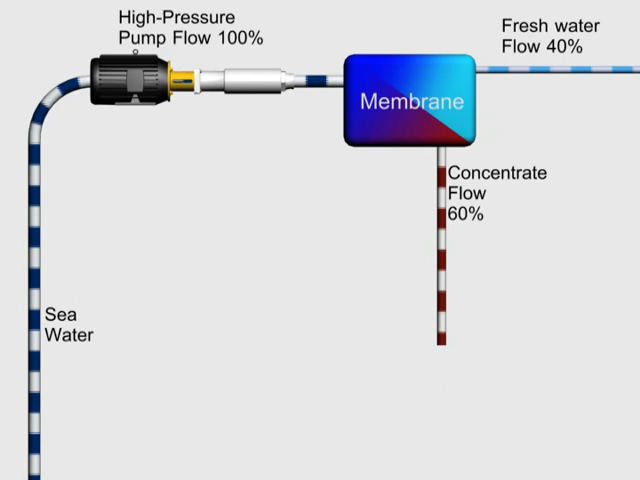 High-Pressure
Pump Flow 100%
Fresh water
Flow 40%
Membrane
Concentrate
Flow
60%
Sea
Water